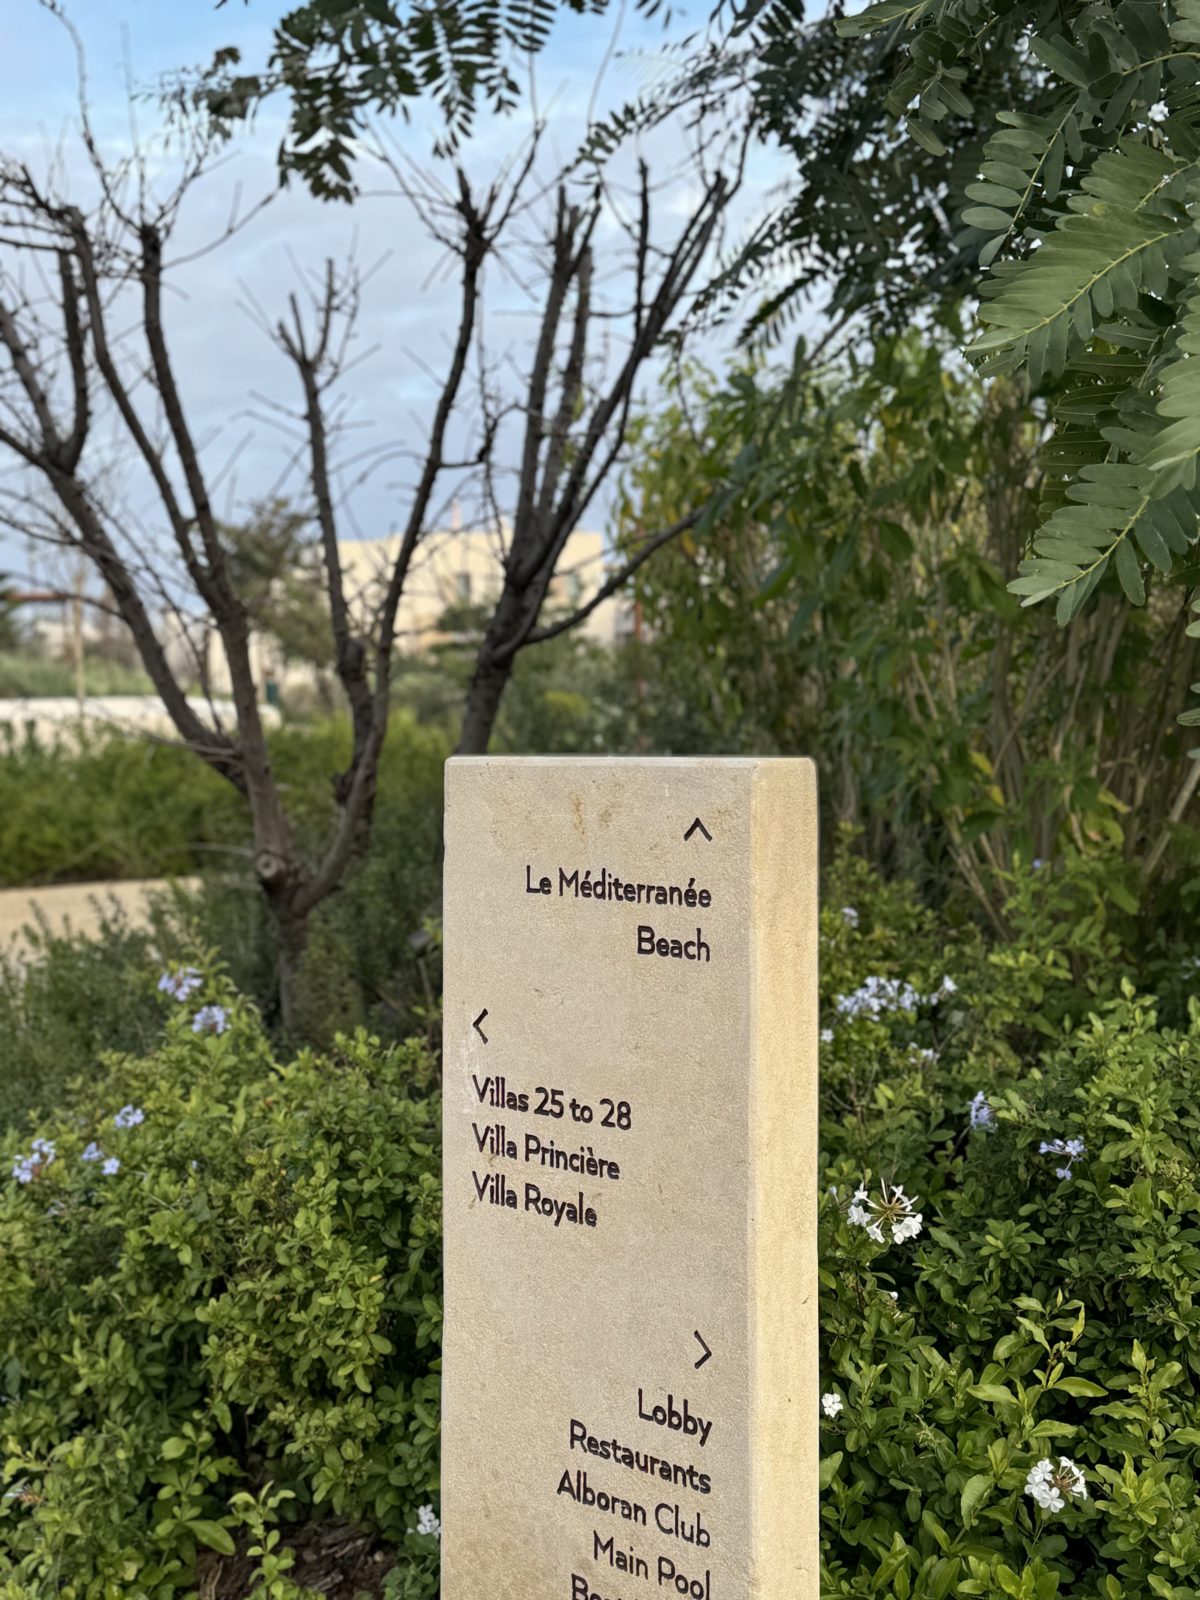 Le Méditerranée
Beach
Villas 25 to 28
Villa Princière
Villa Royale
Lobby
Restaurants
Alboran Club
Main Pool